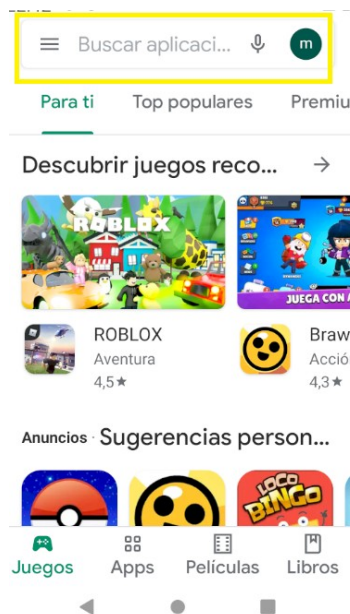 Buscar aplicaci...
m
Para ti Top populares Premiu
Descubrir juegos reco...
ROBLOX
JUEGA CON A
ROBLOX
Aventura
4,5★
Braw
Acció
4,3★
Anuncios · Sugerencias person...
LOCO
BINGO
Juegos Apps Películas Libros